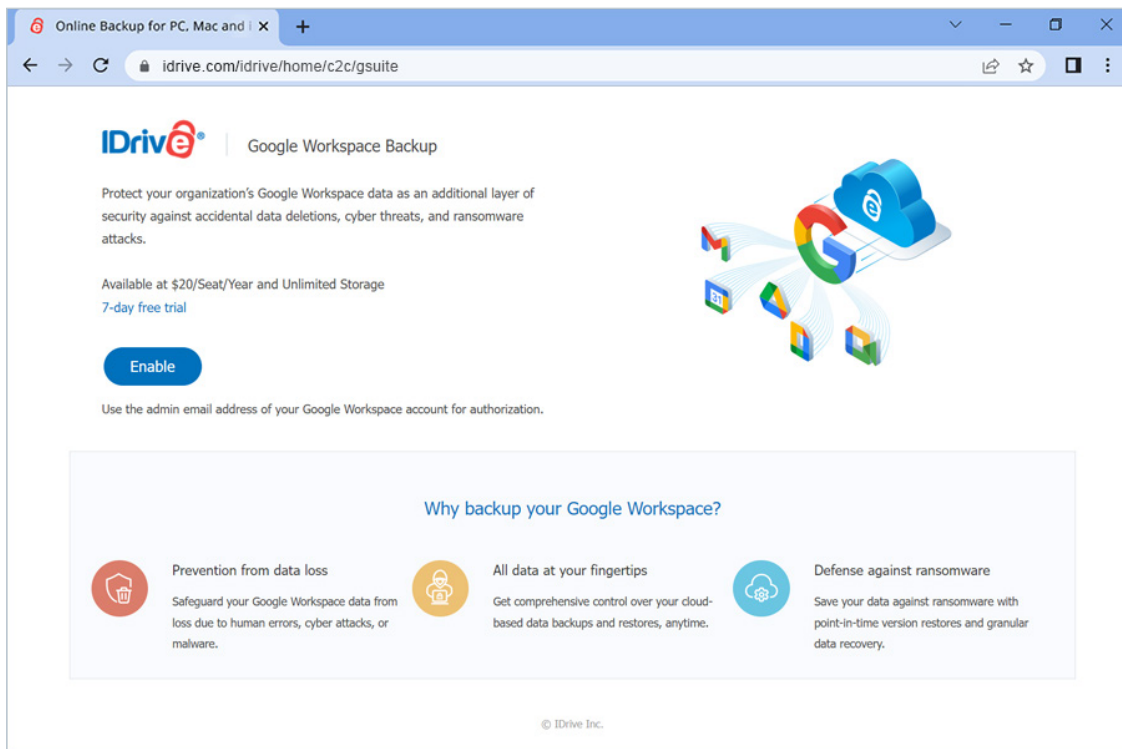 Online Backup for PC, Mac and i
idrive.com/idrive/home/c2c/gsuite
IDrive®
Google Workspace Backup
Protect your organization's Google Workspace data as an additional layer of
security against accidental data deletions, cyber threats, and ransomware
attacks.
Available at $20/Seat/Year and Unlimited Storage
7-day free trial
Enable
Use the admin email address of your Google Workspace account for authorization.
31
Why backup your Google Workspace?
Prevention from data loss
Safeguard your Google Workspace data from
loss due to human errors, cyber attacks, or
malware.
All data at your fingertips
Get comprehensive control over your cloud-
based data backups and restores, anytime.
Defense against ransomware
Save your data against ransomware with
point-in-time version restores and granular
data recovery.
© IDrive Inc.